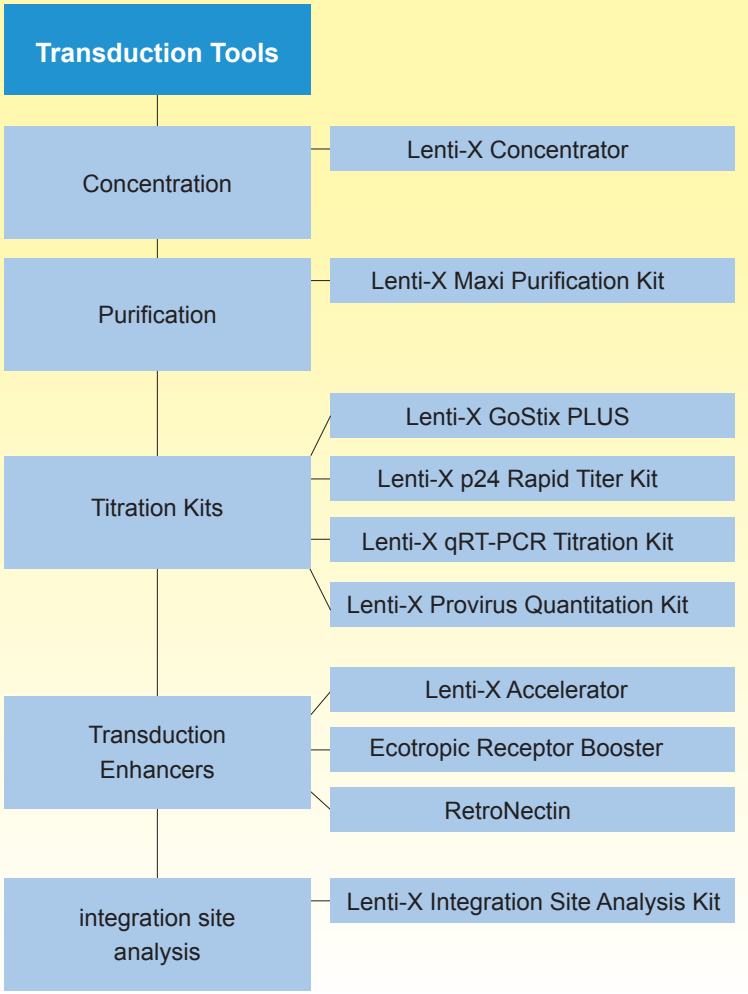 Transduction Tools
Concentration
Lenti-X Concentrator
Purification
Lenti-X Maxi Purification Kit
Titration Kits
Lenti-X GoStix PLUS
Lenti-X p24 Rapid Titer Kit
Lenti-X qRT-PCR Titration Kit
Lenti-X Provirus Quantitation Kit
Transduction
Enhancers
Lenti-X Accelerator
Ecotropic Receptor Booster
RetroNectin
integration site
analysis
Lenti-X Integration Site Analysis Kit